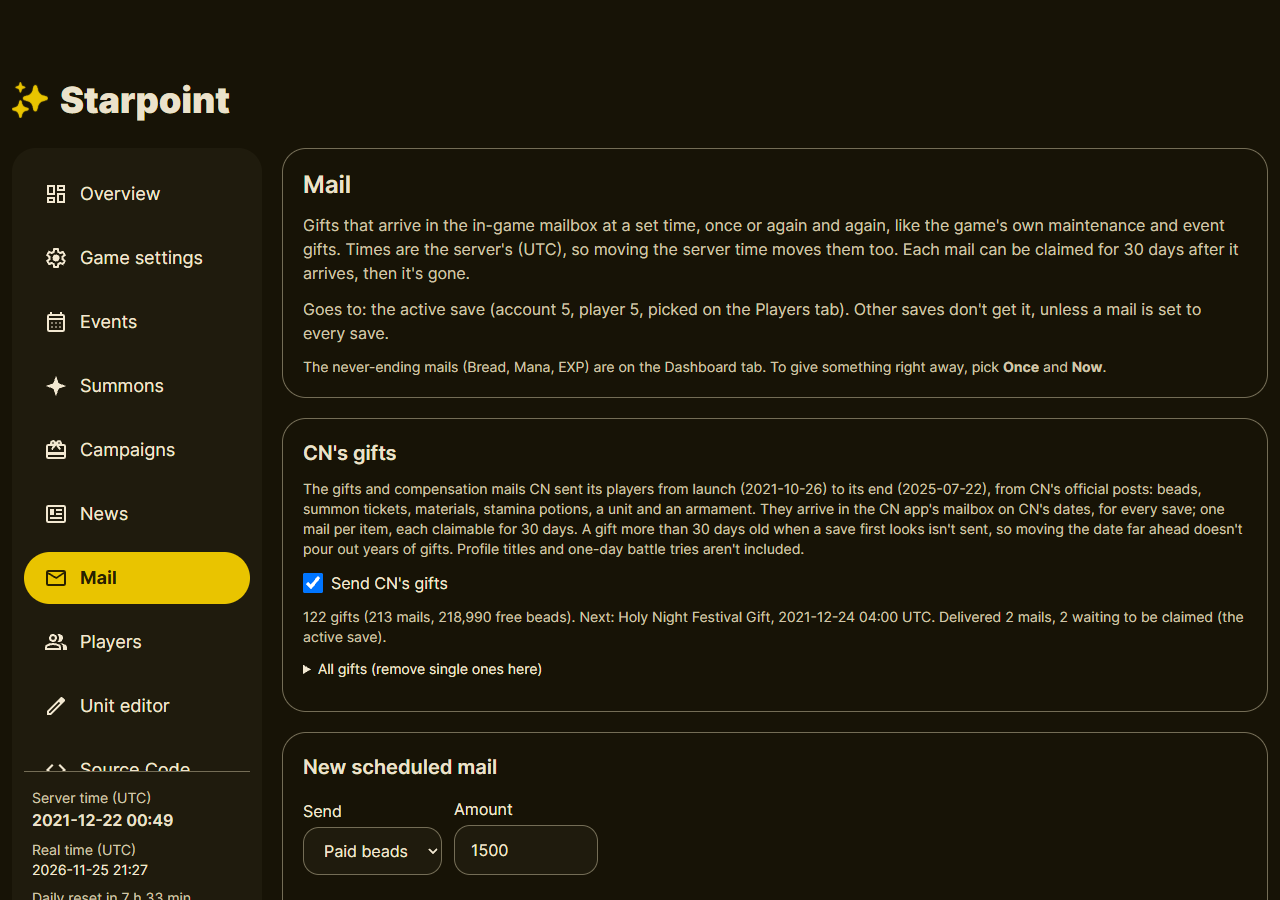 ✨ Starpoint
Overview
Game settings
Events
Summons
Campaigns
News
Mail
Players
Unit editor
Source Code
Server time (UTC)
2021-12-22 00:49
Real time (UTC)
2026-11-25 21:27
Daily reset in 7 h 33 min
Mail
Gifts that arrive in the in-game mailbox at a set time, once or again and again, like the game's own maintenance and event
gifts. Times are the server's (UTC), so moving the server time moves them too. Each mail can be claimed for 30 days after it
arrives, then it's gone.
Goes to: the active save (account 5, player 5, picked on the Players tab). Other saves don't get it, unless a mail is set to
every save.
The never-ending mails (Bread, Mana, EXP) are on the Dashboard tab. To give something right away, pick Once and Now.
CN's gifts
The gifts and compensation mails CN sent its players from launch (2021-10-26) to its end (2025-07-22), from CN's official posts: beads,
summon tickets, materials, stamina potions, a unit and an armament. They arrive in the CN app's mailbox on CN's dates, for every save; one
mail per item, each claimable for 30 days. A gift more than 30 days old when a save first looks isn't sent, so moving the date far ahead doesn't
pour out years of gifts. Profile titles and one-day battle tries aren't included.
Send CN's gifts
122 gifts (213 mails, 218,990 free beads). Next: Holy Night Festival Gift, 2021-12-24 04:00 UTC. Delivered 2 mails, 2 waiting to be claimed (the
active save).
All gifts (remove single ones here)
New scheduled mail
Send
Amount
Paid beads
1500